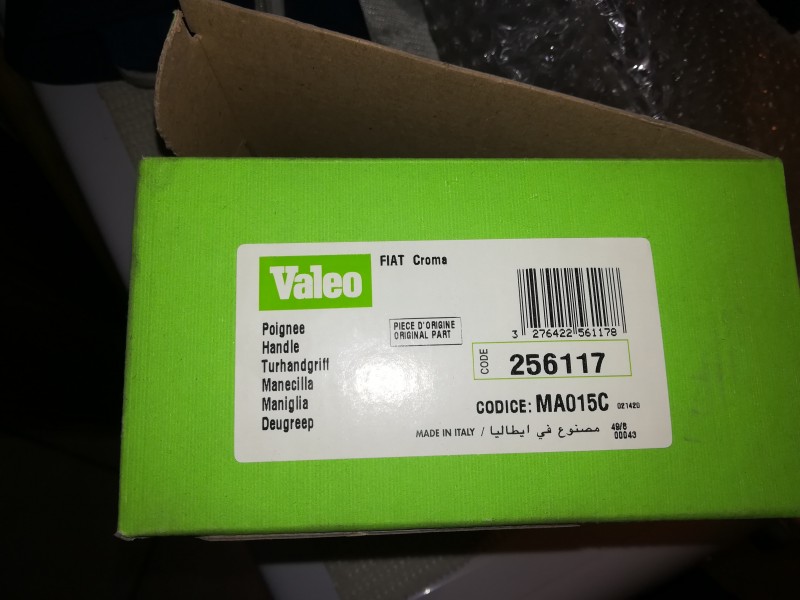 Valeo
FIAT Croma
Poignee
Handle
Turhandgriff
Manecilla
Maniglia
Deugreep
PIECE D'ORIGINE
ORIGINAL PART
3 276422 561178
CODE 256117
CODICE: MA015C 021420
MADE IN ITALY / مصنوع في ايطاليا
49/8
00043